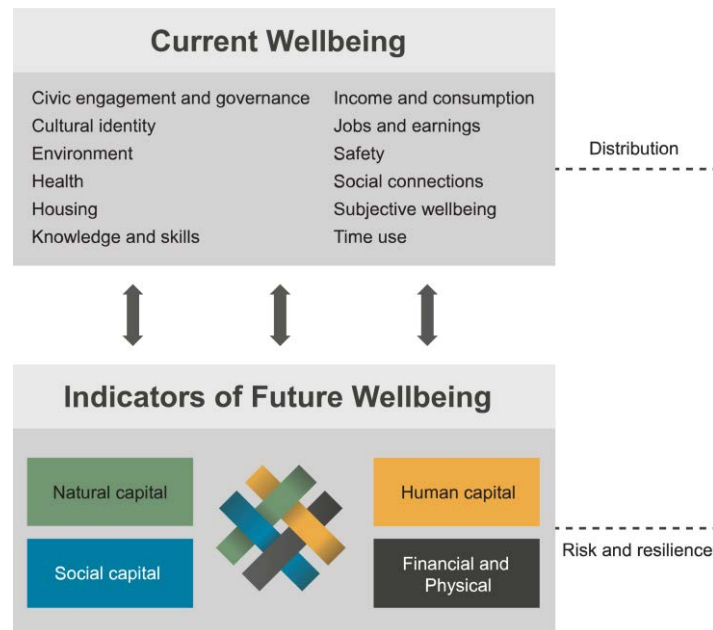 Current Wellbeing
Civic engagement and governance
Cultural identity
Environment
Health
Housing
Knowledge and skills
Income and consumption
Jobs and earnings
Safety
Social connections
Subjective wellbeing
Time use
Distribution
Indicators of Future Wellbeing
Natural capital
Human capital
Social capital
Financial and
Physical
Risk and resilience